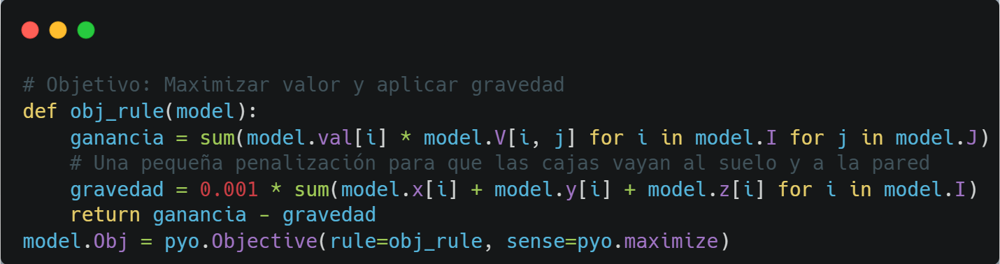 # Objetivo: Maximizar valor y aplicar gravedad
def obj_rule(model):
    ganancia = sum(model.val[i] * model.V[i, j] for i in model.I for j in model.J)
    # Una pequeña penalización para que las cajas vayan al suelo y a la pared
    gravedad = 0.001 * sum(model.x[i] + model.y[i] + model.z[i] for i in model.I)
    return ganancia - gravedad
model.Obj = pyo.Objective(rule=obj_rule, sense=pyo.maximize)